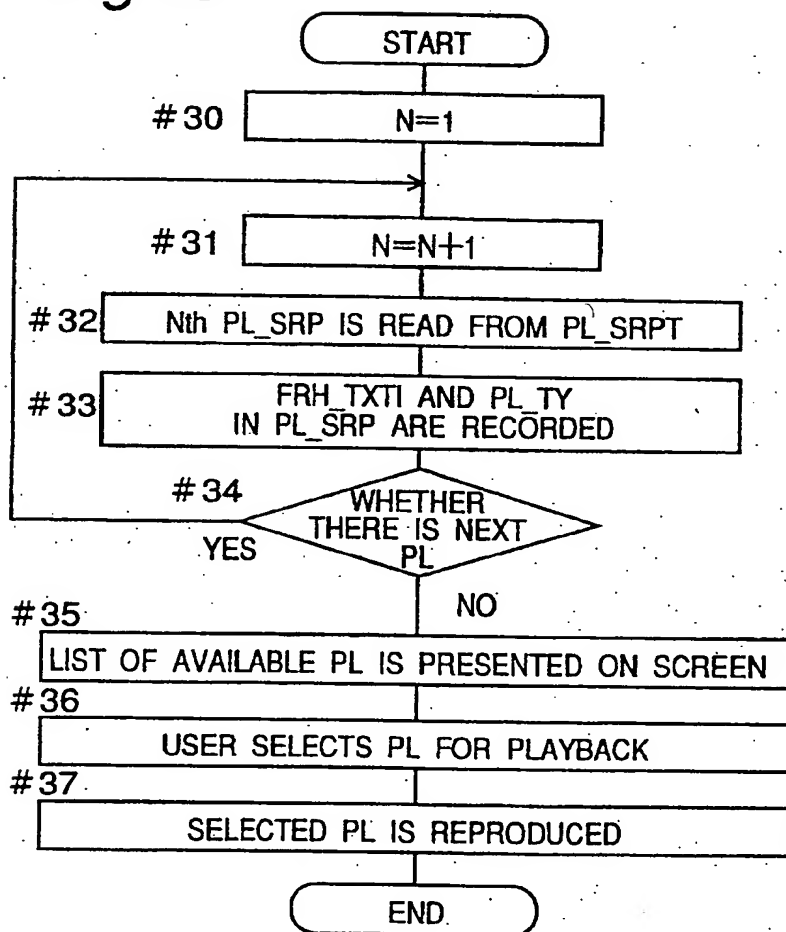 START
#30
N=1
#31
N=N+1
#32
Nth PL_SRP IS READ FROM PL_SRPT
#33
FRH_TXTI AND PL_TY
IN PL_SRP ARE RECORDED
#34
WHETHER
THERE IS NEXT
PL
YES
NO
#35
LIST OF AVAILABLE PL IS PRESENTED ON SCREEN
#36
USER SELECTS PL FOR PLAYBACK
#37
SELECTED PL IS REPRODUCED
END